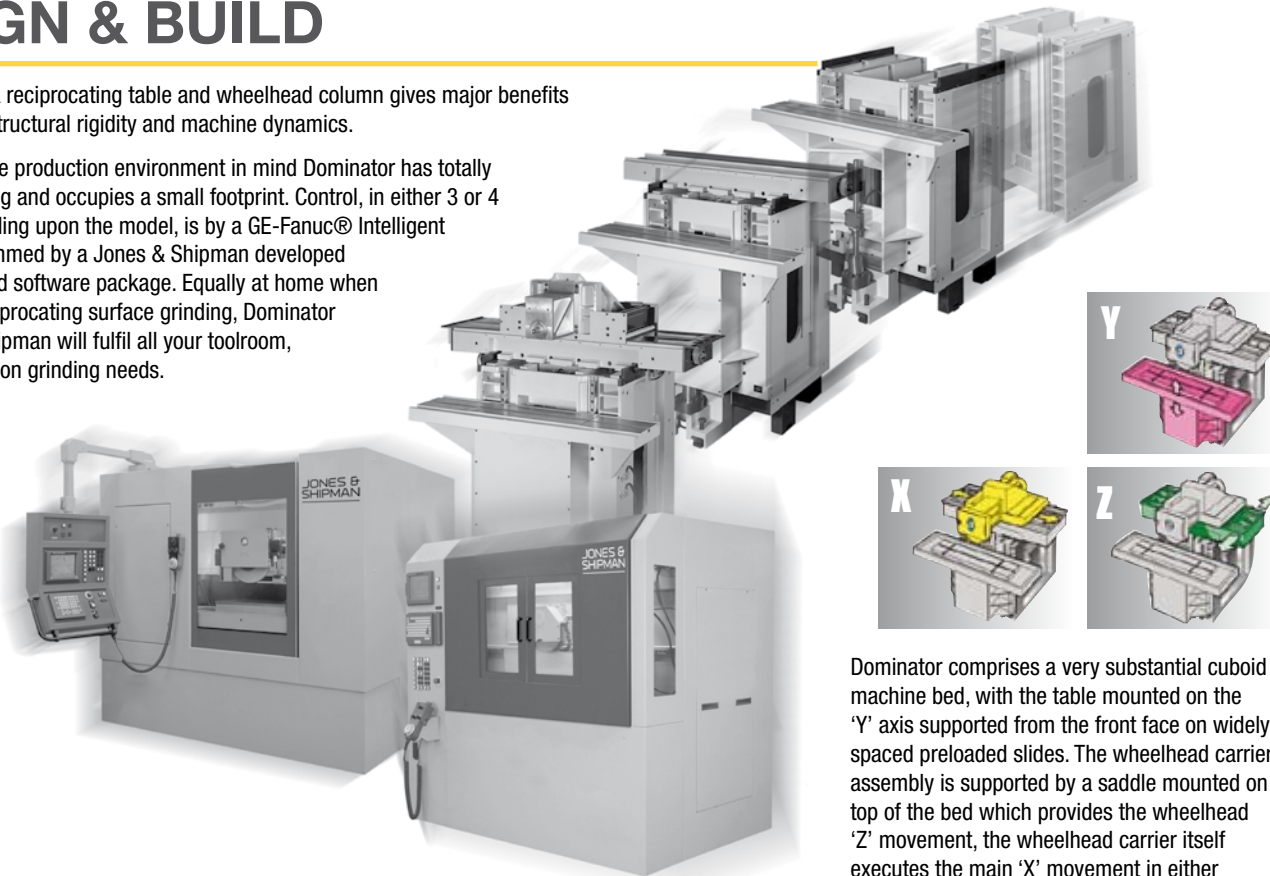 GN & BUILD
reciprocating table and wheelhead column gives major benefits
tructural rigidity and machine dynamics.
e production environment in mind Dominator has totally
g and occupies a small footprint. Control, in either 3 or 4
ling upon the model, is by a GE-Fanuc® Intelligent
mmed by a Jones & Shipman developed
d software package. Equally at home when
procating surface grinding, Dominator
ipman will fulfil all your toolroom,
on grinding needs.
JONES &
SHIPMAN
JONES &
SHIPMAN
Y
X
Z
Dominator comprises a very substantial cuboid
machine bed, with the table mounted on the
‘Y’ axis supported from the front face on widely
spaced preloaded slides. The wheelhead carrier
assembly is supported by a saddle mounted on
top of the bed which provides the wheelhead
‘Z’ movement, the wheelhead carrier itself
executes the main ‘X’ movement in either